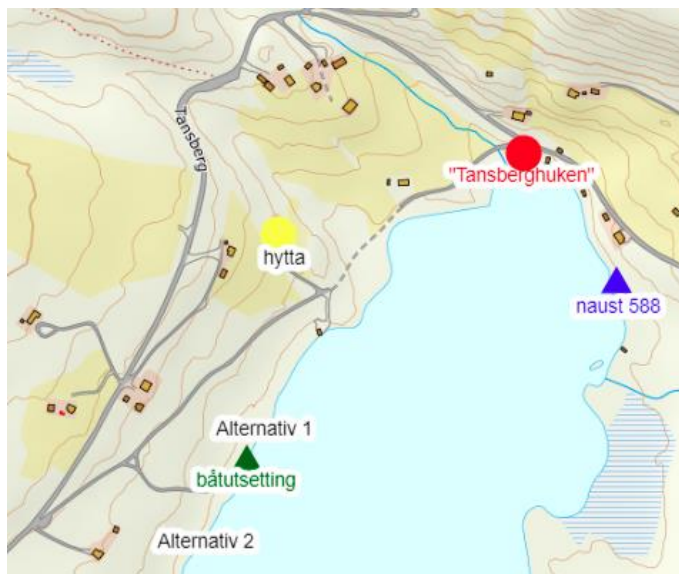 Tansberg
"Tansberghuken"
hytta
naust 588
Alternativ 1
båtutsetting
Alternativ 2